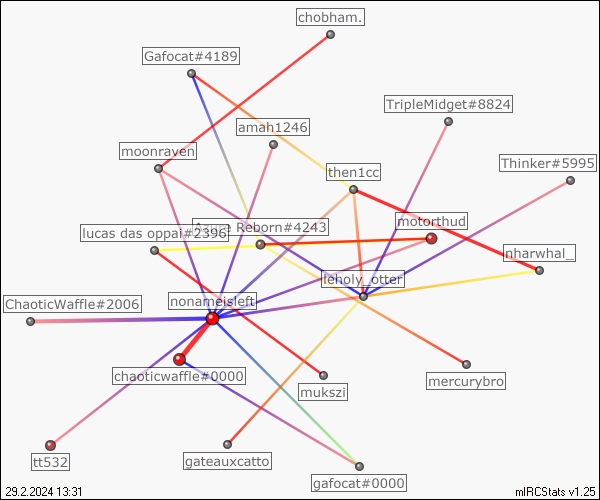 chobham.
Gafocat#4189
TripleMidget#8824
amah1246
moonraven
Thinker#5995
then1cc
motorthud
Reborn#4243
lucas das oppai#2396
nharwhal_
leholy_otter
nonameisleft
ChaoticWaffle#2006
chaoticwaffle#0000
mercurybro
mukszi
tt532
gateauxcatto
gafocat#0000
29.2.2024 13:31
mIRCStats v1.25